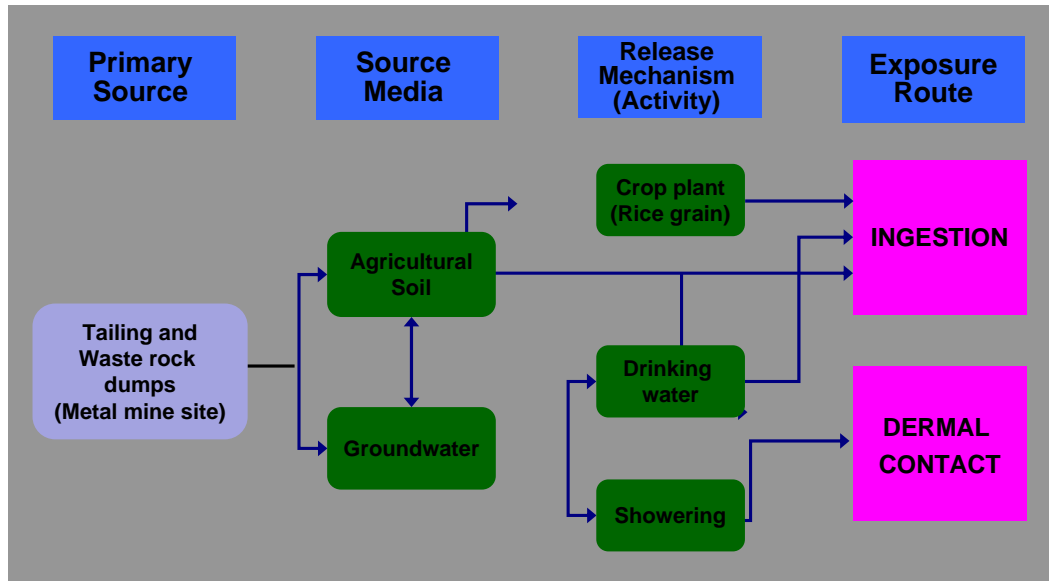 Primary
Source
Source
Media
Release
Mechanism
(Activity)
Exposure
Route
Tailing and
Waste rock
dumps
(Metal mine site)
Agricultural
Soil
Groundwater
Crop plant
(Rice grain)
Drinking
water
Showering
INGESTION
DERMAL
CONTACT